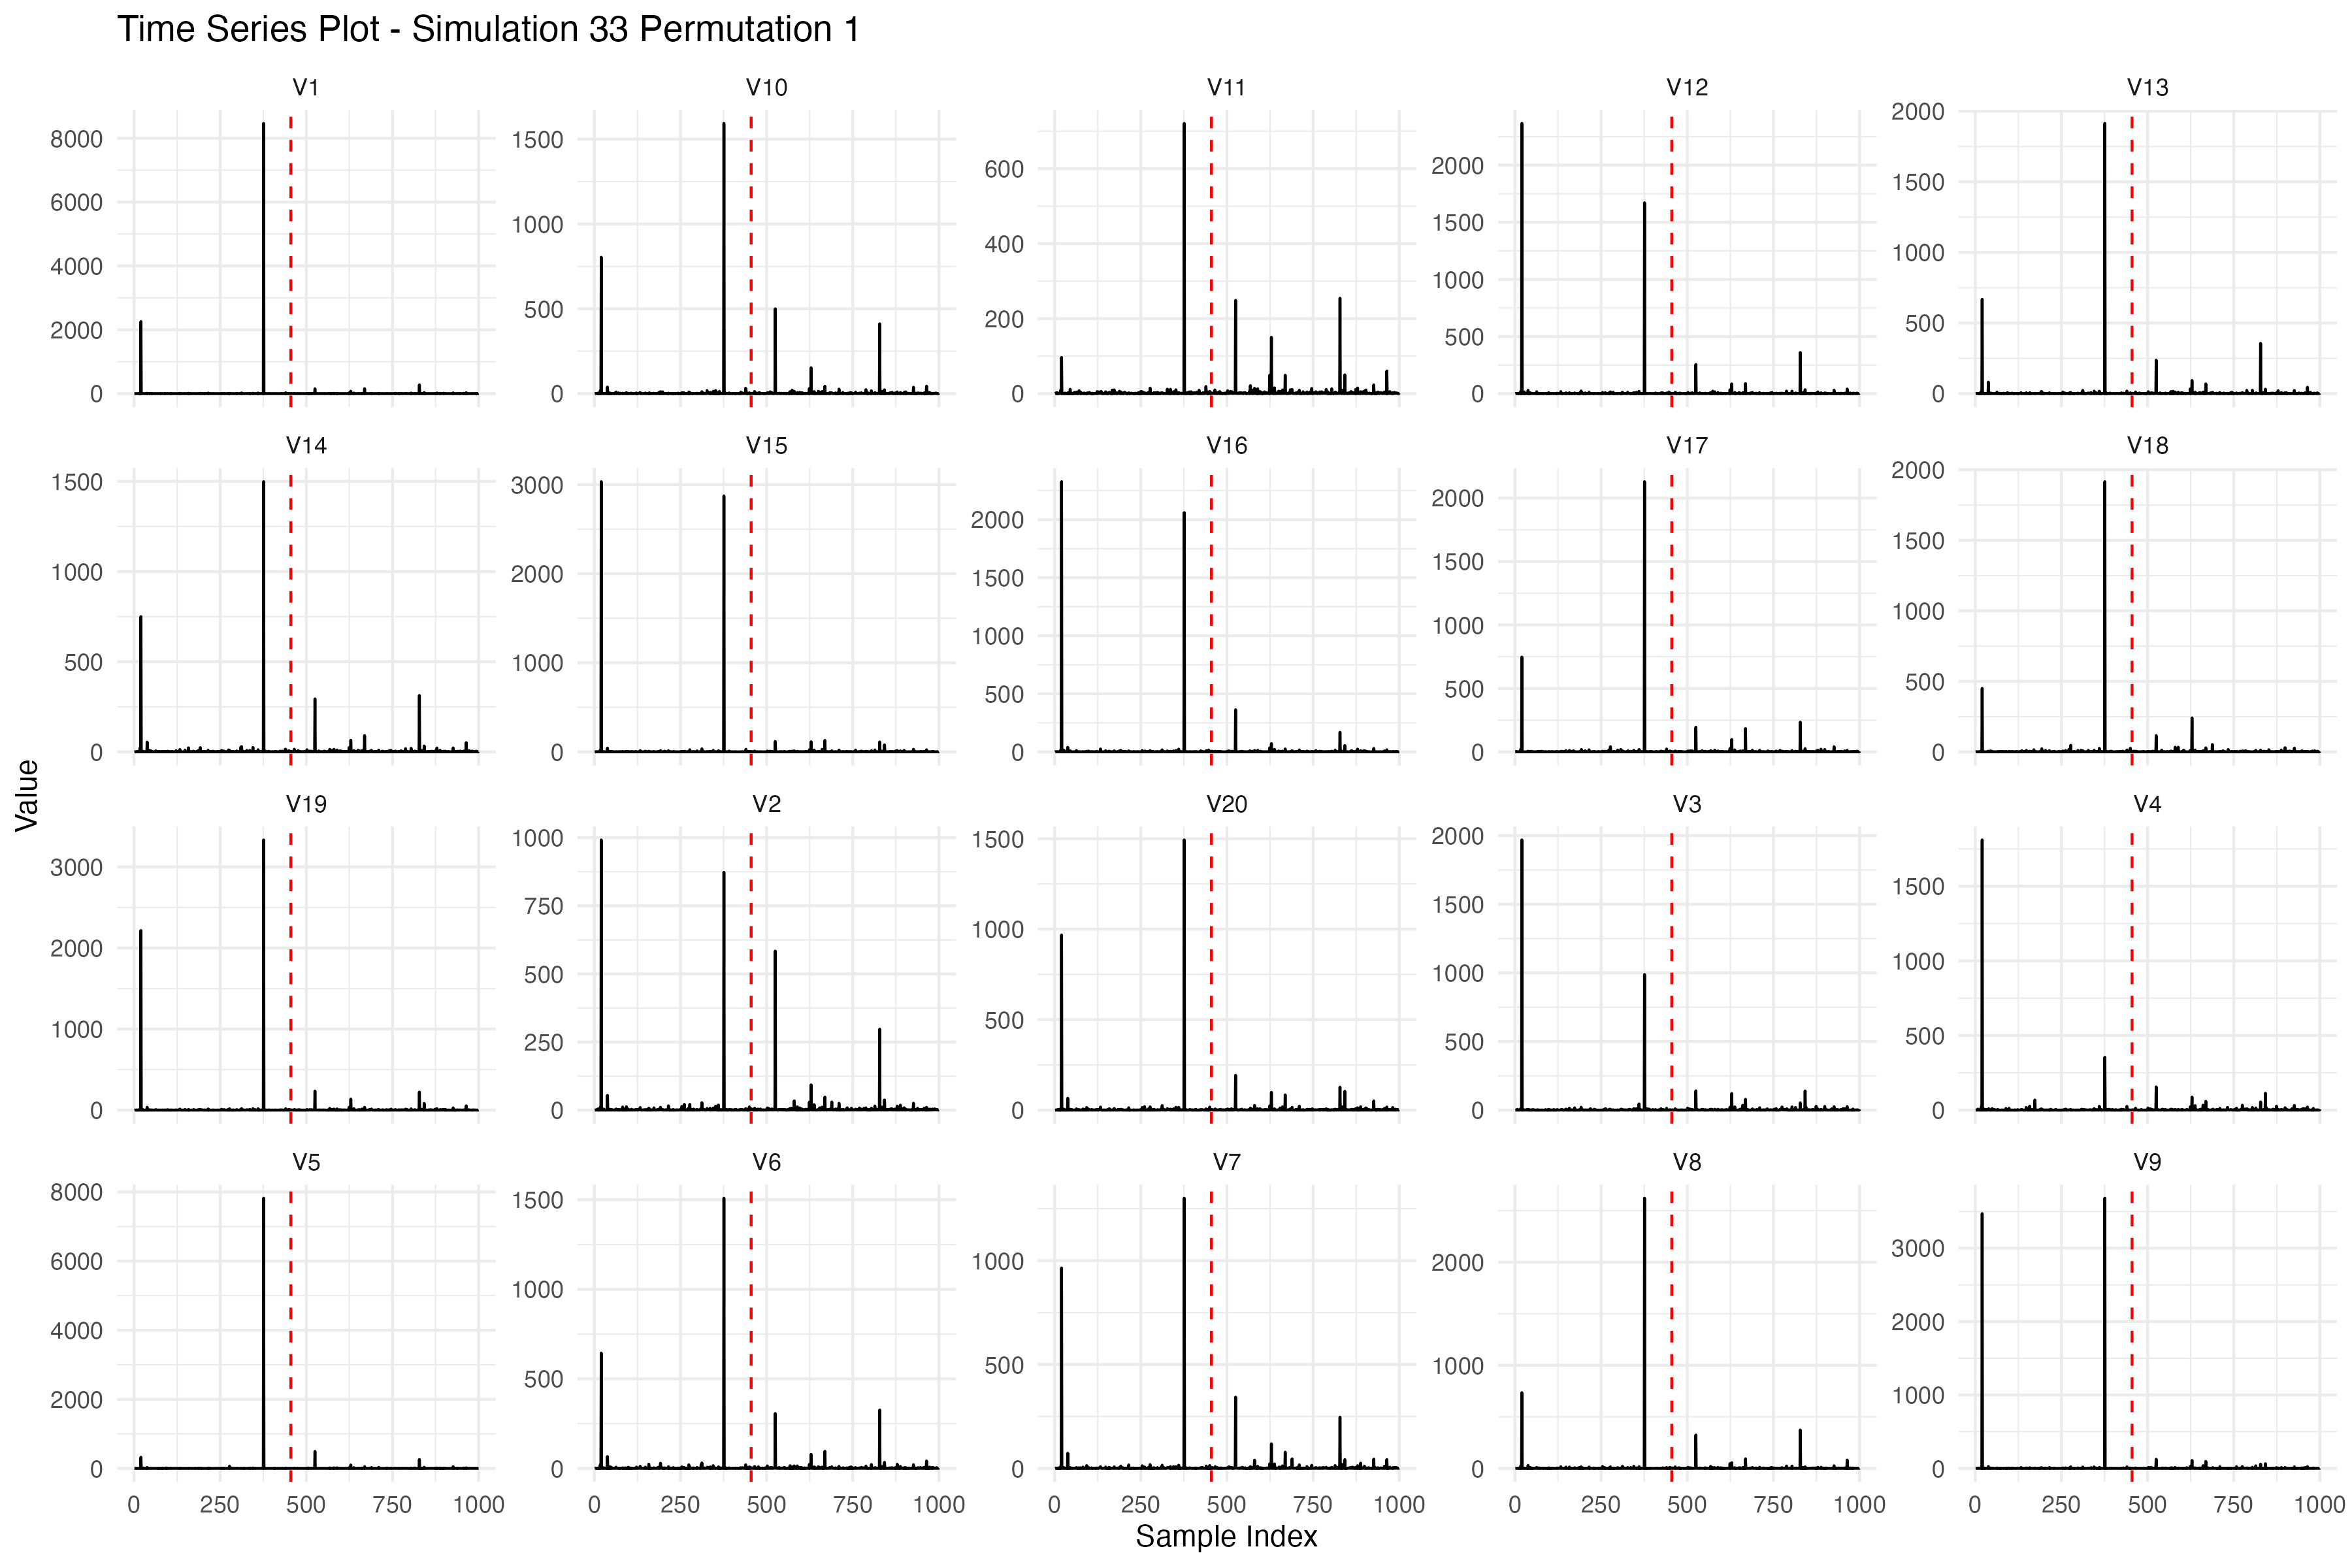 Time Series Plot - Simulation 33 Permutation 1
V1 V10 V11 V12 V13
8000 6000 4000 2000 0
1500 1000 500 0
600 400 200 0
2000 1500 1000 500 0
2000 1500 1000 500 0
V14 V15 V16 V17 V18
1500 1000 500 0
3000 2000 1000 0
2000 1500 1000 500 0
2000 1500 1000 500 0
2000 1500 1000 500 0
Value
V19 V2 V20 V3 V4
3000 2000 1000 0
1000 750 500 250 0
1500 1000 500 0
2000 1500 1000 500 0
1500 1000 500 0
V5 V6 V7 V8 V9
8000 6000 4000 2000 0
1500 1000 500 0
1000 500 0
2000 1000 0
3000 2000 1000 0
0 250 500 750 1000 0 250 500 750 1000 0 250 500 750 1000 0 250 500 750 1000 0 250 500 750 1000
Sample Index